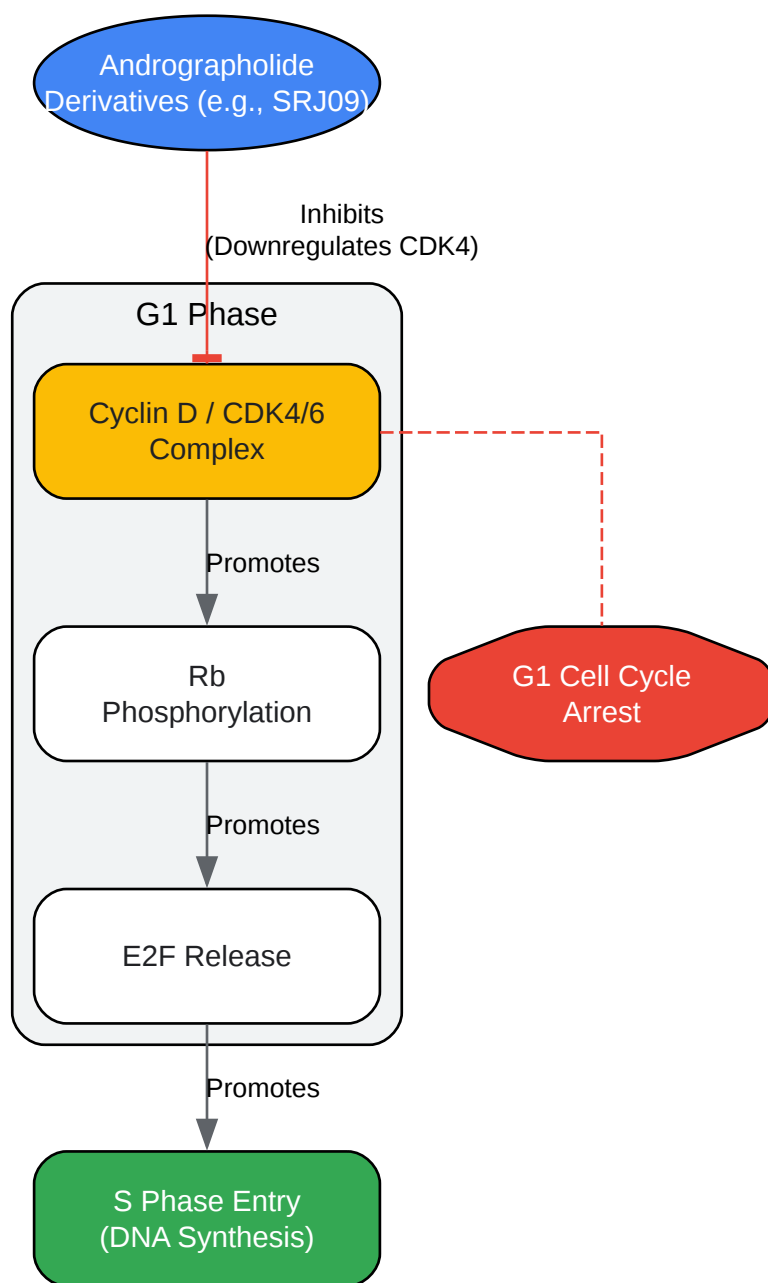 Andrographolide
Derivatives (e.g., SRJ09)
Inhibits
(Downregulates CDK4)
G1 Phase
Cyclin D / CDK4/6
Complex
Promotes
Rb
Phosphorylation
G1 Cell Cycle
Arrest
Promotes
E2F Release
Promotes
S Phase Entry
(DNA Synthesis)